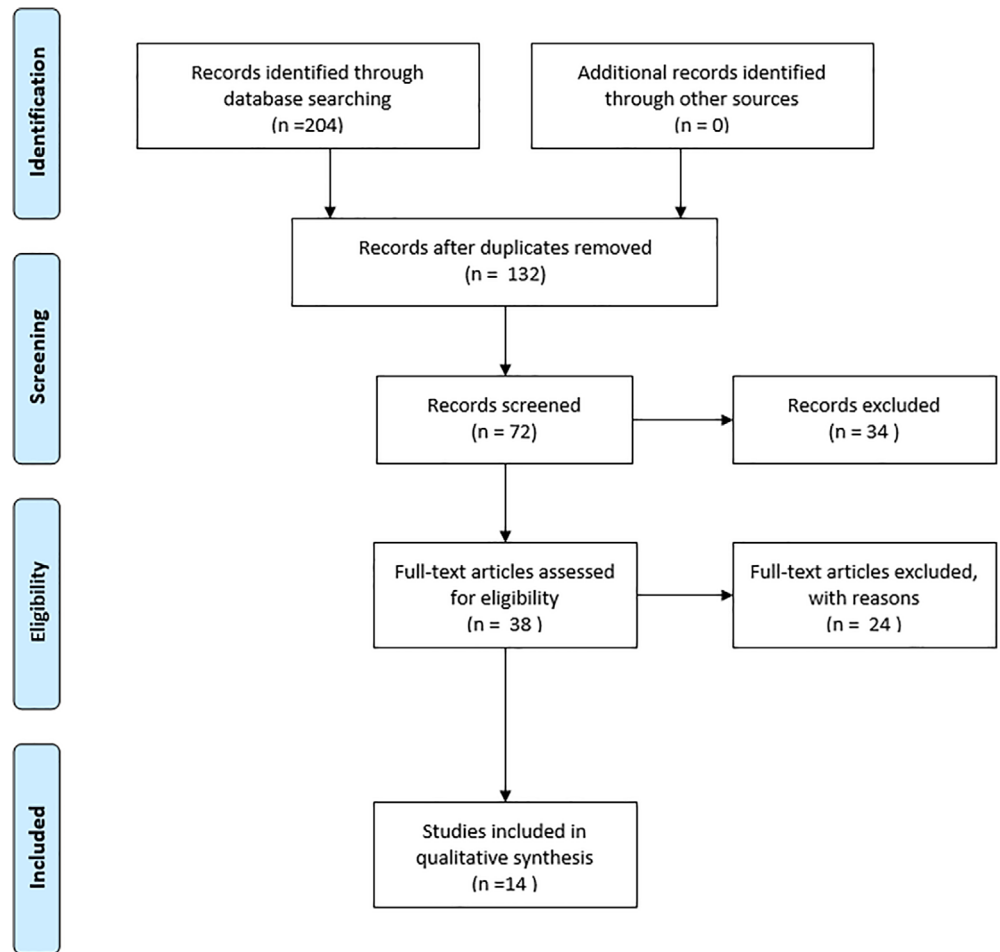 Identification
Records identified through
database searching
(n =204)
Additional records identified
through other sources
(n = 0)
Records after duplicates removed
(n = 132)
Screening
Records screened
(n = 72)
Records excluded
(n = 34 )
Eligibility
Full-text articles assessed
for eligibility
(n = 38 )
Full-text articles excluded,
with reasons
(n = 24 )
Included
Studies included in
qualitative synthesis
(n =14 )